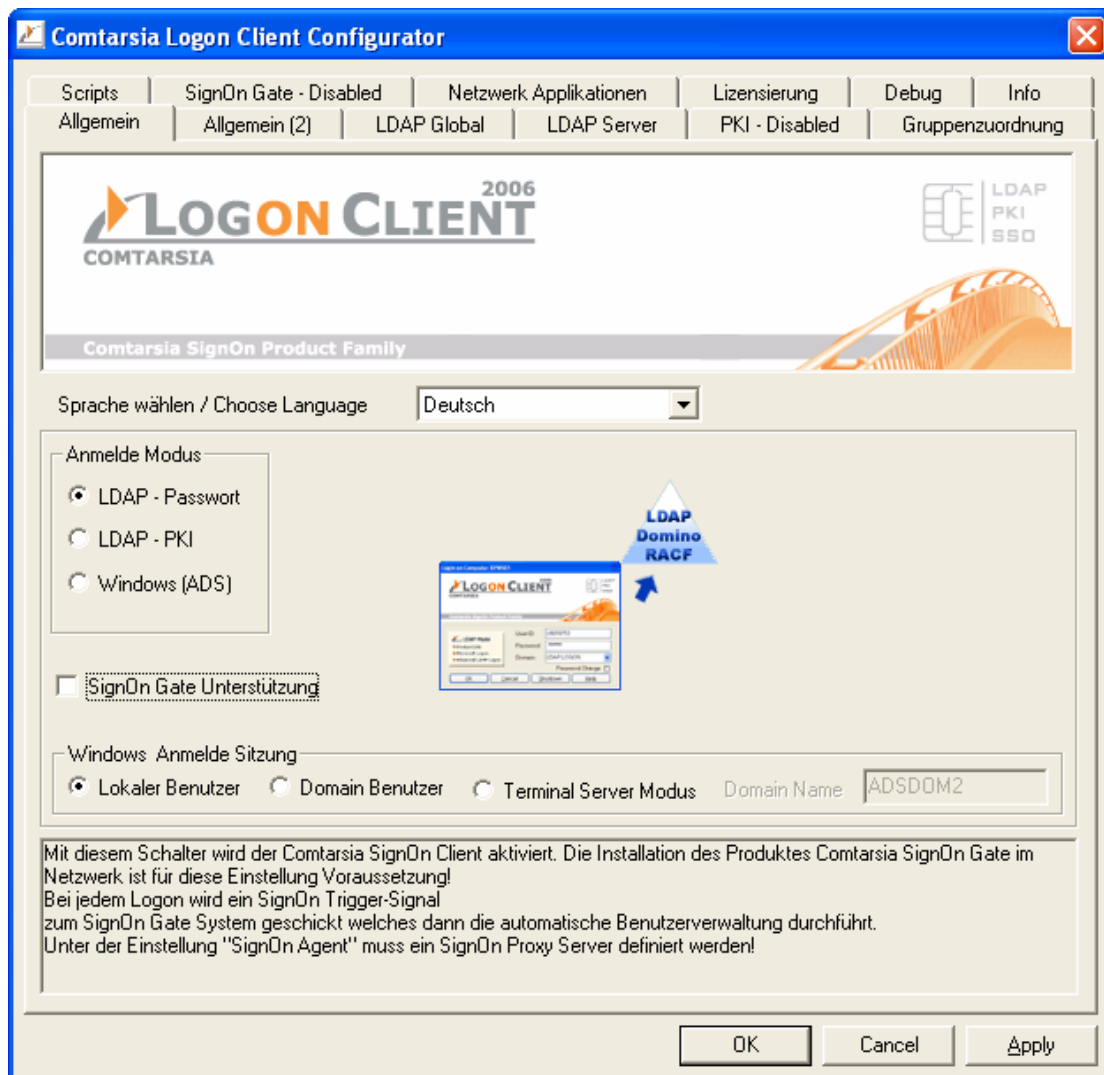 Comtarsia Logon Client Configurator
Scripts SignOn Gate - Disabled Netzwerk Applikationen Lizensierung Debug Info
Allgemein Allgemein (2) LDAP Global LDAP Server PKI - Disabled Gruppenzuordnung
2006
LOGON CLIENT
COMTARSIA
LDAP
PKI
SSO
Comtarsia SignOn Product Family
Sprache wählen / Choose Language Deutsch
Anmelde Modus
LDAP - Passwort
LDAP - PKI
Windows (ADS)
LDAP
Domino
RACF
LOGON CLIENT
SignOn Gate Unterstützung
Windows Anmelde Sitzung
Lokaler Benutzer Domain Benutzer Terminal Server Modus Domain Name ADSDOM2
Mit diesem Schalter wird der Comtarsia SignOn Client aktiviert. Die Installation des Produktes Comtarsia SignOn Gate im
Netzwerk ist für diese Einstellung Voraussetzung!
Bei jedem Logon wird ein SignOn Trigger-Signal
zum SignOn Gate System geschickt welches dann die automatische Benutzerverwaltung durchführt.
Unter der Einstellung "SignOn Agent" muss ein SignOn Proxy Server definiert werden!
OK Cancel Apply